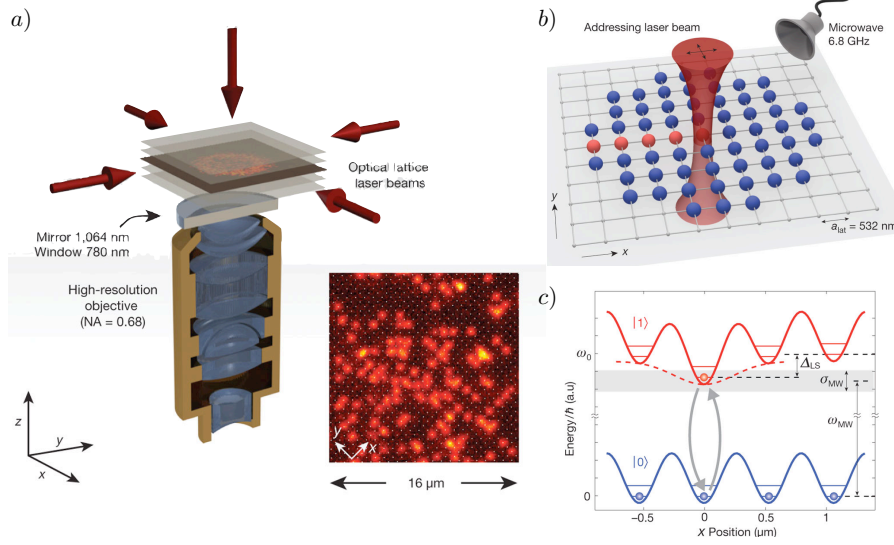 a)
Optical lattice
laser beams
Mirror 1,064 nm
Window 780 nm
High-resolution
objective
(NA = 0.68)
z
y
x
y
x
16 µm
b)
Addressing laser beam
Microwave
6.8 GHz
y
x
a_lat = 532 nm
c)
|1⟩
ω₀
Δ_LS
σ_MW
ω_MW
Energy/ħ (a.u)
|0⟩
0
−0.5
0
0.5
1
X Position (µm)